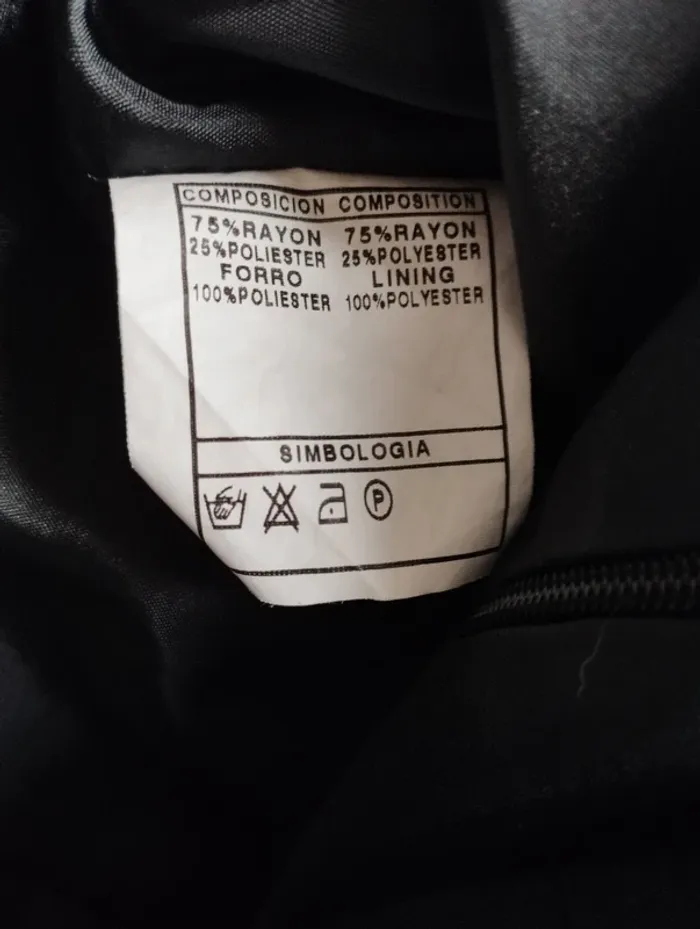 COMPOSICION COMPOSITION
75%RAYON 75%RAYON
25%POLIESTER 25%POLYESTER
FORRO LINING
100%POLIESTER 100%POLYESTER
SIMBOLOGIA
P